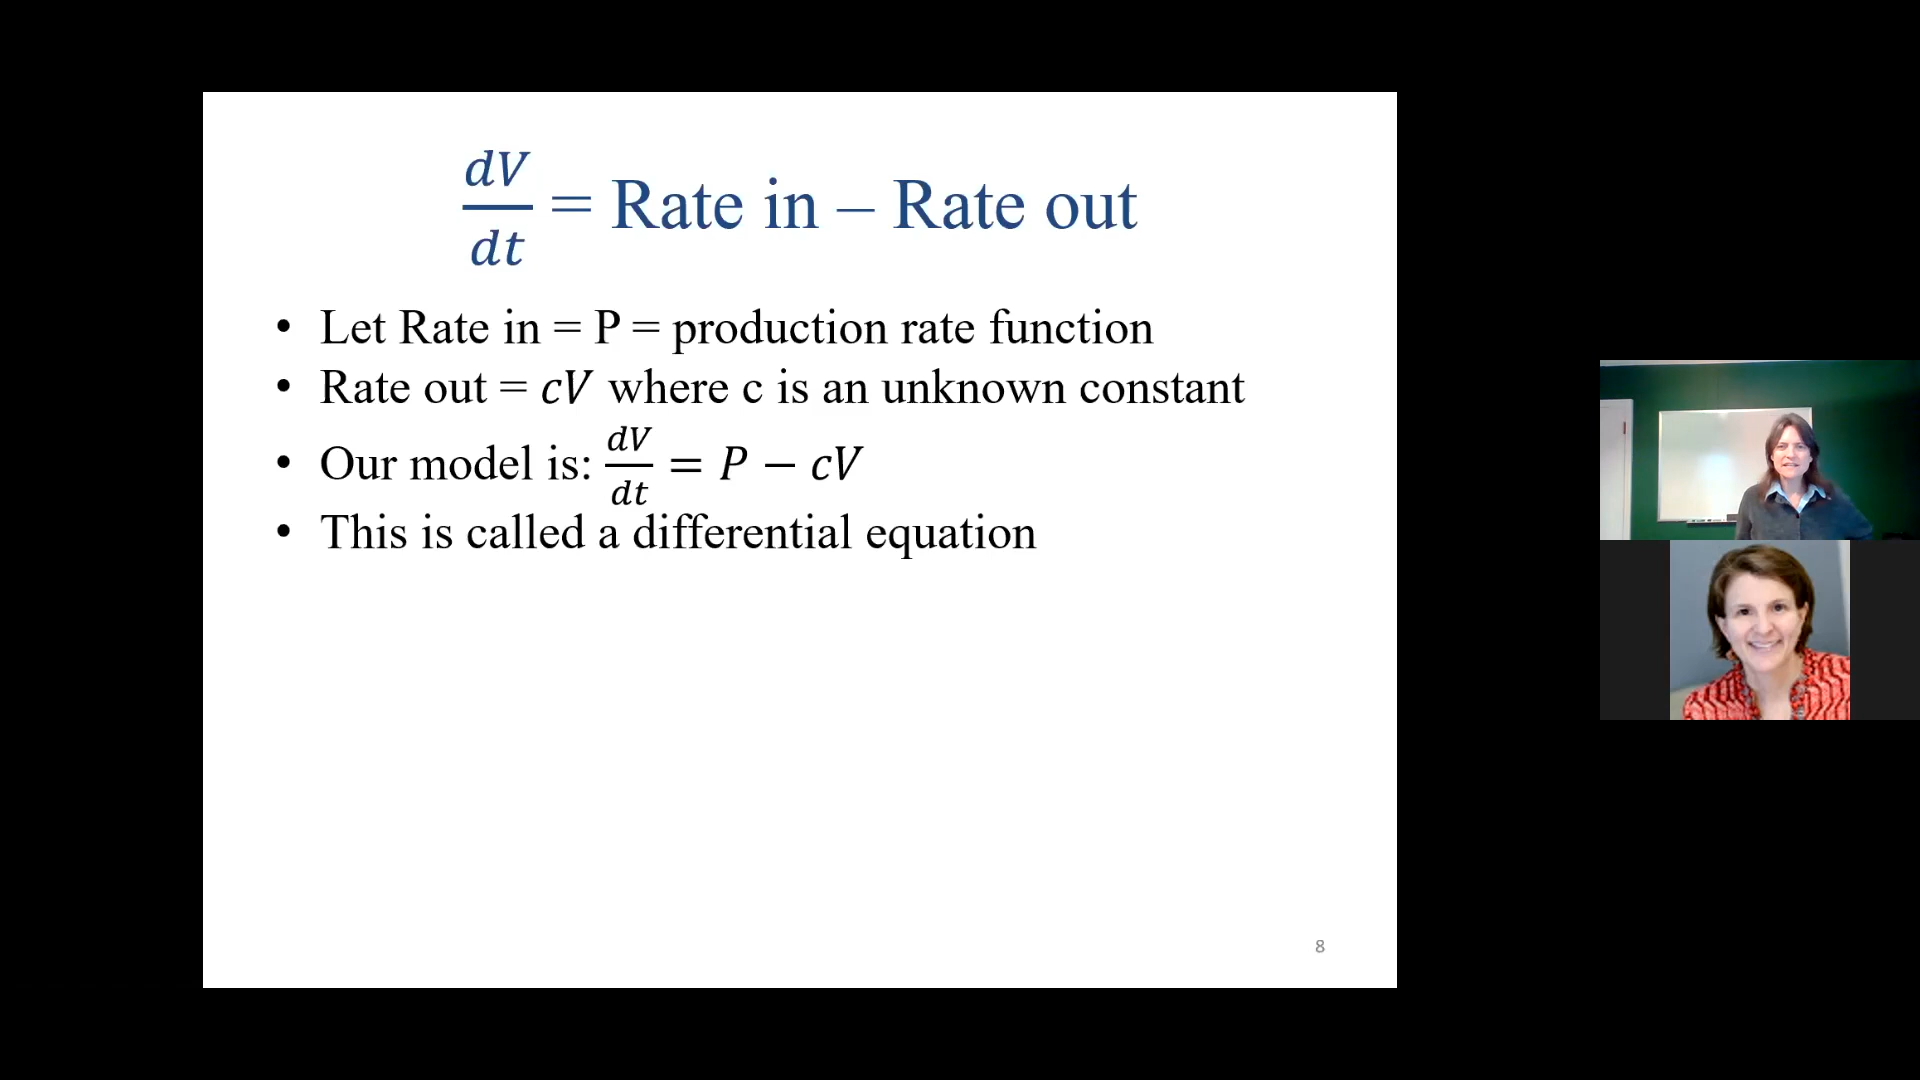 dV/dt = Rate in – Rate out
• Let Rate in = P = production rate function
• Rate out = cV where c is an unknown constant
• Our model is: dV/dt = P − cV
• This is called a differential equation
8